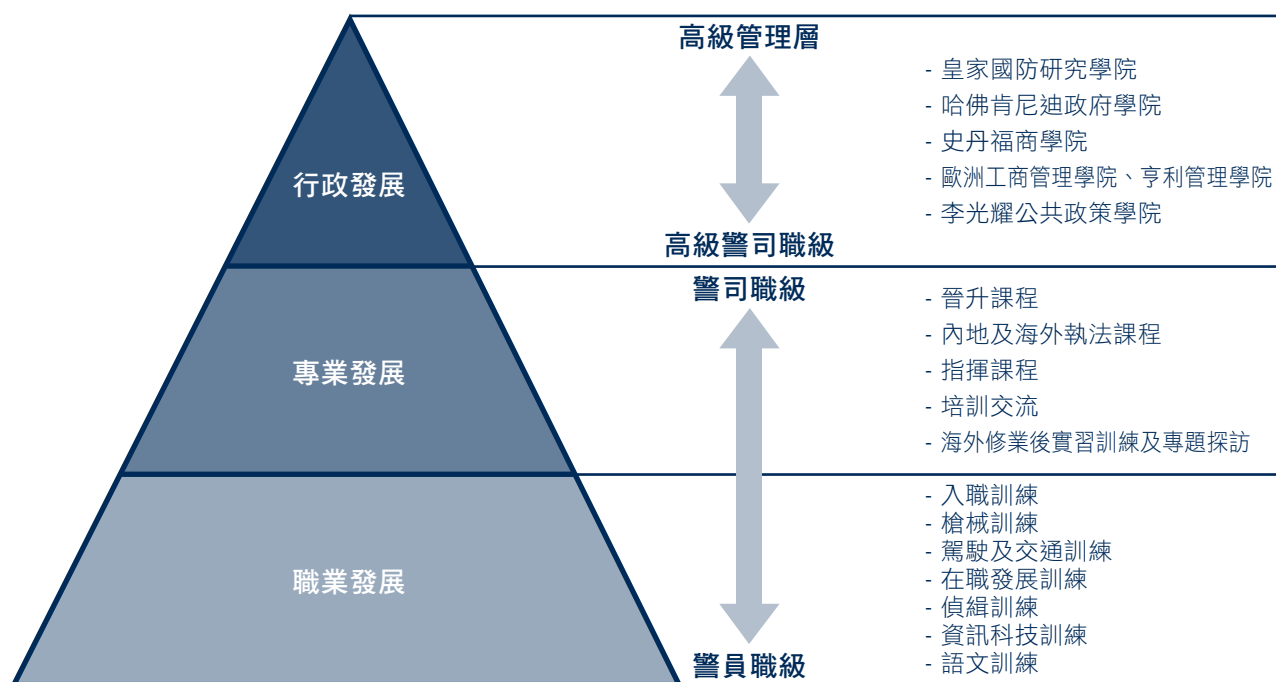 高級管理層
- 皇家國防研究學院
- 哈佛肯尼迪政府學院
- 史丹福商學院
行政發展
- 歐洲工商管理學院、亨利管理學院
- 李光耀公共政策學院
高級警司職級
警司職級
- 晉升課程
- 內地及海外執法課程
專業發展
- 指揮課程
- 培訓交流
- 海外修業後實習訓練及專題探訪
- 入職訓練
- 槍械訓練
- 駕駛及交通訓練
職業發展
- 在職發展訓練
- 偵緝訓練
- 資訊科技訓練
- 語文訓練
警員職級